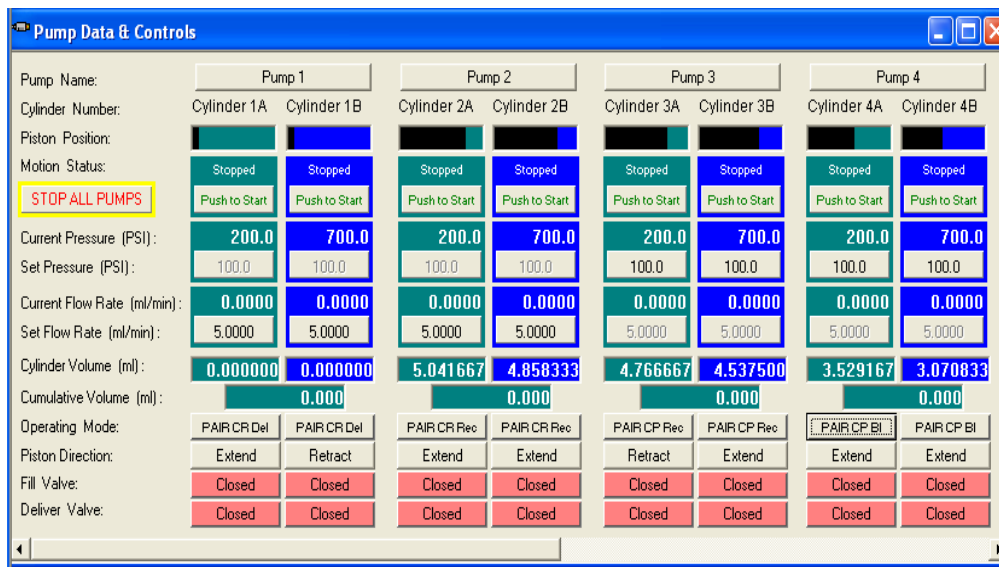 Pump Data & Controls
Pump Name: Pump 1 Pump 2 Pump 3 Pump 4
Cylinder Number: Cylinder 1A Cylinder 1B Cylinder 2A Cylinder 2B Cylinder 3A Cylinder 3B Cylinder 4A Cylinder 4B
Piston Position:
Motion Status: Stopped Stopped Stopped Stopped Stopped Stopped Stopped Stopped
STOP ALL PUMPS Push to Start Push to Start Push to Start Push to Start Push to Start Push to Start Push to Start Push to Start
Current Pressure (PSI) : 200.0 700.0 200.0 700.0 200.0 700.0 200.0 700.0
Set Pressure (PSI) : 100.0 100.0 100.0 100.0 100.0 100.0 100.0 100.0
Current Flow Rate (ml/min) : 0.0000 0.0000 0.0000 0.0000 0.0000 0.0000 0.0000 0.0000
Set Flow Rate (ml/min) : 5.0000 5.0000 5.0000 5.0000 5.0000 5.0000 5.0000 5.0000
Cylinder Volume (ml) : 0.000000 0.000000 5.041667 4.858333 4.766667 4.537500 3.529167 3.070833
Cumulative Volume (ml) : 0.000 0.000 0.000 0.000
Operating Mode: PAIR CR Del PAIR CR Del PAIR CR Rec PAIR CR Rec PAIR CP Rec PAIR CP Rec PAIR CP BI PAIR CP BI
Piston Direction: Extend Retract Extend Extend Retract Extend Extend Extend
Fill Valve: Closed Closed Closed Closed Closed Closed Closed Closed
Deliver Valve: Closed Closed Closed Closed Closed Closed Closed Closed